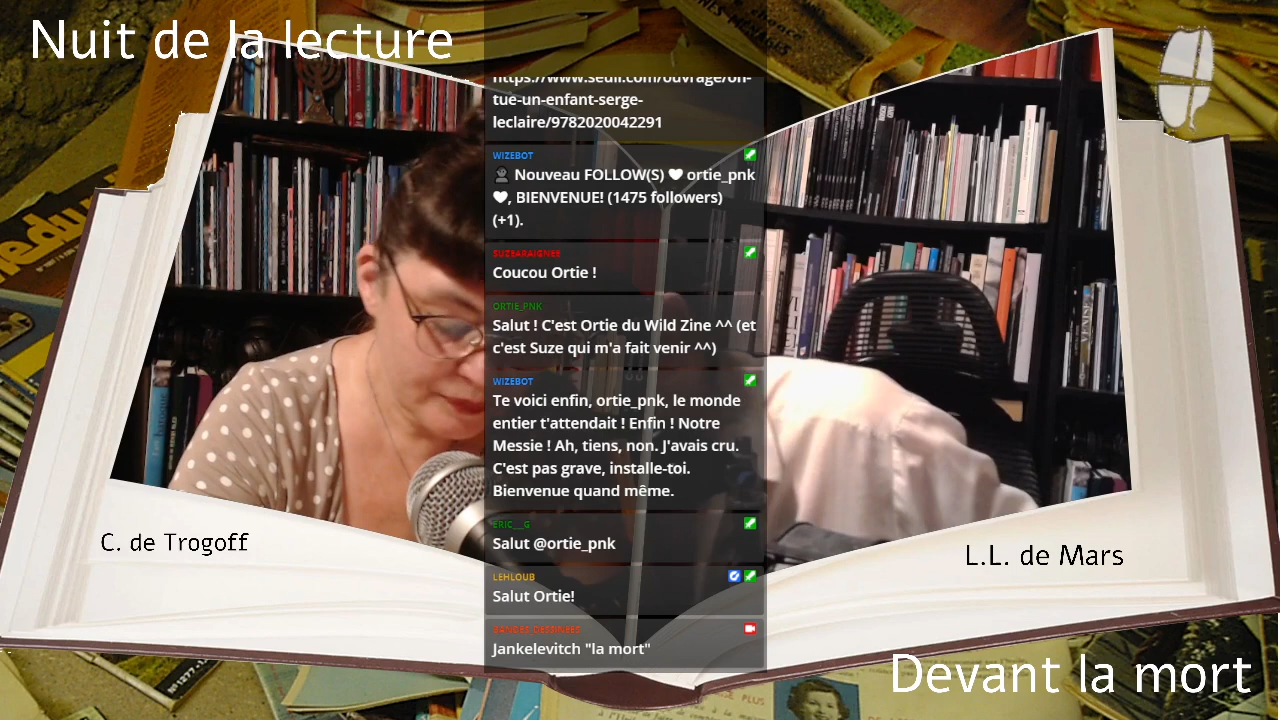 Nuit de la lecture
https://www.seuil.com/ouvrage/on-
tue-un-enfant-serge-
leclaire/9782020042291
WIZEBOT
Nouveau FOLLOW(S) ♥ ortie_pnk
♥, BIENVENUE! (1475 followers)
(+1).
SUZEARAIGNEE
Coucou Ortie !
ORTIE_PNK
Salut ! C'est Ortie du Wild Zine ^^ (et
c'est Suze qui m'a fait venir ^^)
WIZEBOT
Te voici enfin, ortie_pnk, le monde
entier t'attendait ! Enfin ! Notre
Messie ! Ah, tiens, non. J'avais cru.
C'est pas grave, installe-toi.
Bienvenue quand même.
ERIC__G
Salut @ortie_pnk
LEHLOUB
Salut Ortie!
BANDES_DESSINEES
Jankelevitch "la mort"
C. de Trogoff
L.L. de Mars
Devant la mort